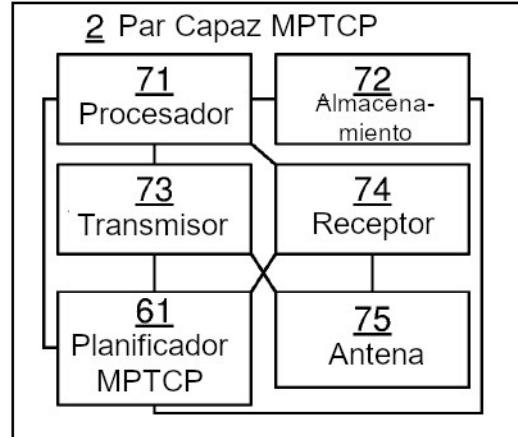 2 Par Capaz MPTCP
71
Procesador
72
Almacena-
miento
73
Transmisor
74
Receptor
61
Planificador
MPTCP
75
Antena